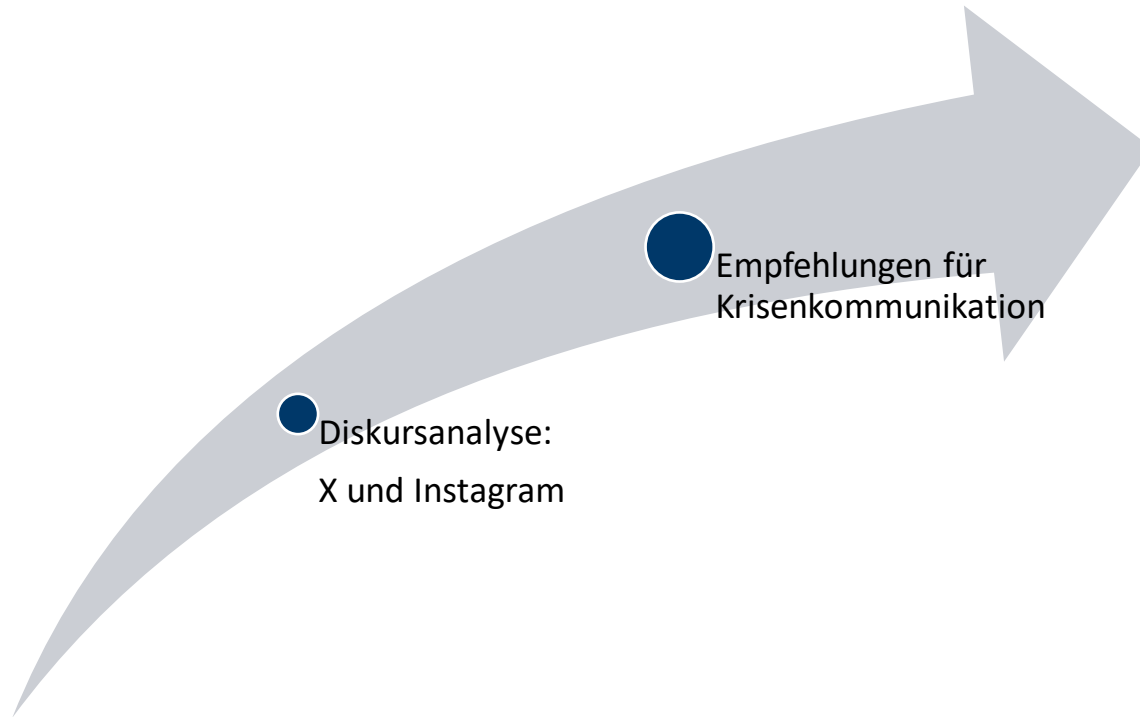 Empfehlungen für
Krisenkommunikation
Diskursanalyse:
X und Instagram